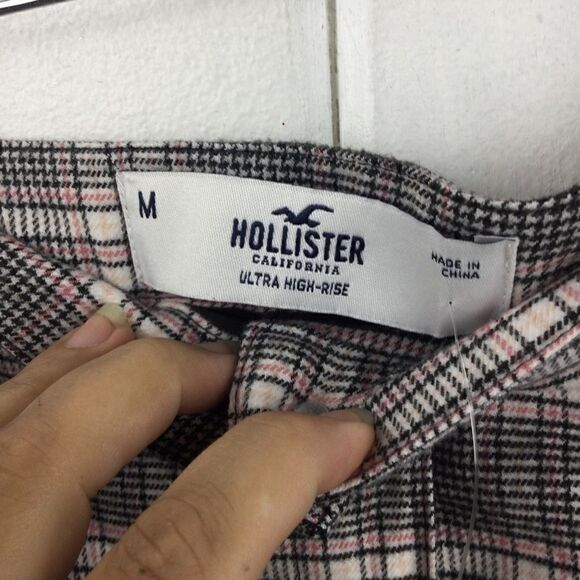 M
HOLLISTER
CALIFORNIA
ULTRA HIGH-RISE
MADE IN
CHINA